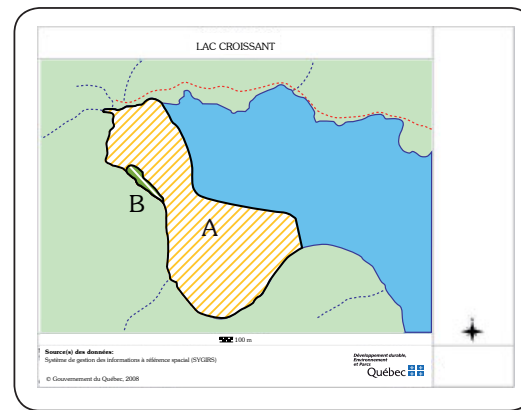 LAC CROISSANT
B
A
100 m
Source(s) des données:
Système de gestion des informations à référence spacial (SYGIRS)
© Gouvernement du Québec, 2008
Développement durable,
Environnement
et Parcs
Québec